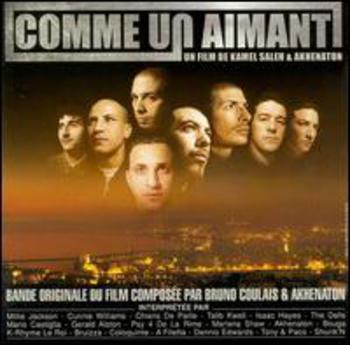 COMME UN AIMANT
UN FILM DE KAMEL SALEH & AKHENATON
BANDE ORIGINALE DU FILM COMPOSÉE PAR BRUNO COULAIS & AKHENATON
INTERPRÉTÉE PAR
Millie Jackson - Cunnie Williams - Chiens De Paille - Talib Kweli - Isaac Hayes - The Dells
Mario Castiglia - Gerald Alston - Psy 4 De La Rime - Marlena Shaw - Akhenaton - Bouga
K-Rhyme Le Roi - Bruizza - Coloquinte - A Filetta - Dennis Edwards - Tony & Paco - Shurik'N